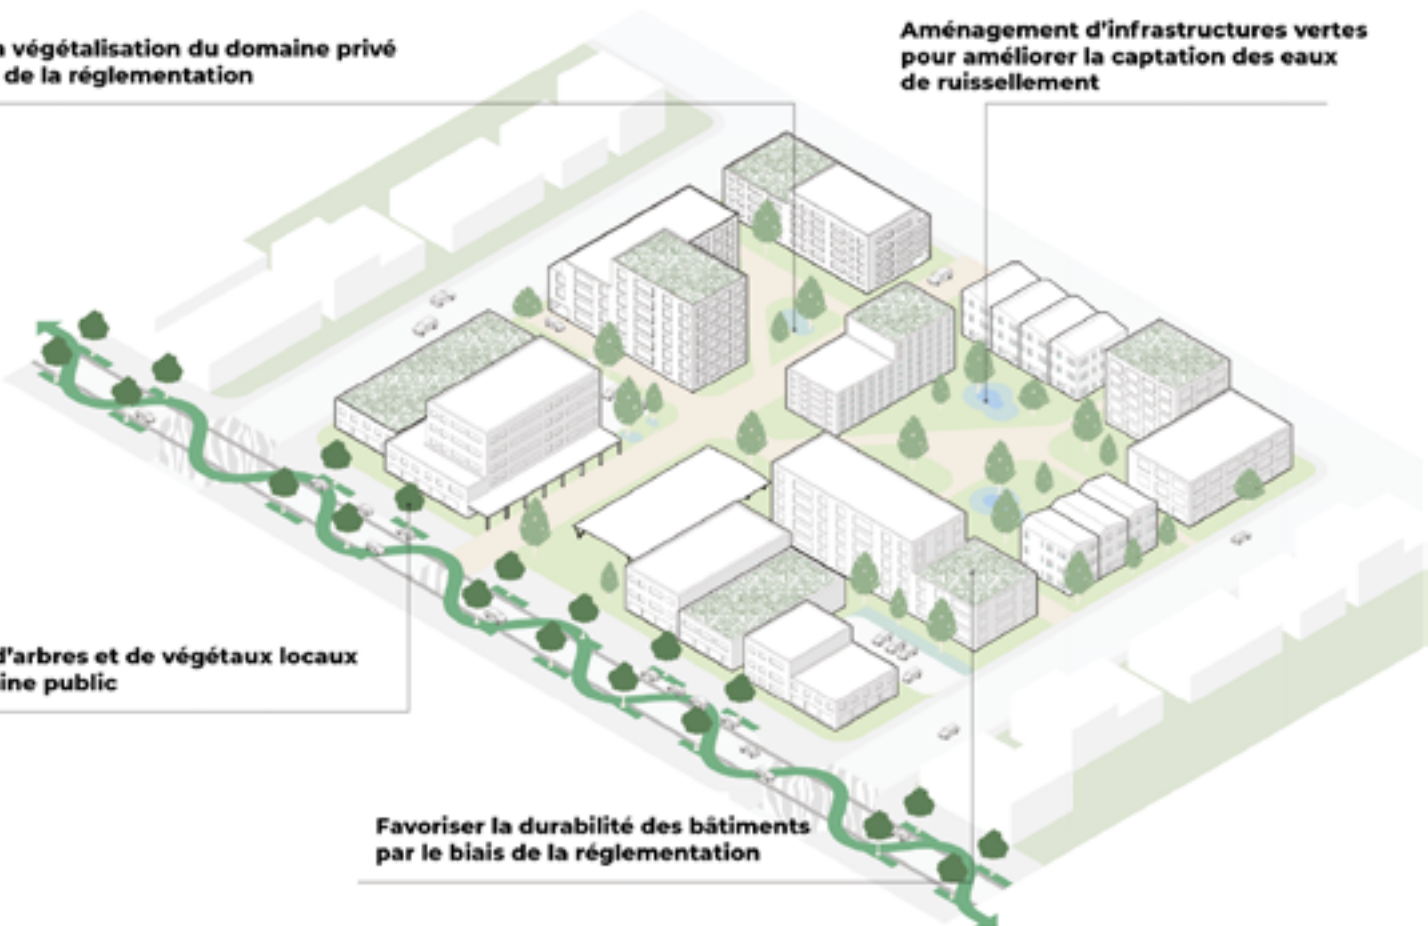 végétalisation du domaine privé
de la réglementation
Aménagement d'infrastructures vertes
pour améliorer la captation des eaux
de ruissellement
d'arbres et de végétaux locaux
public
Favoriser la durabilité des bâtiments
par le biais de la réglementation